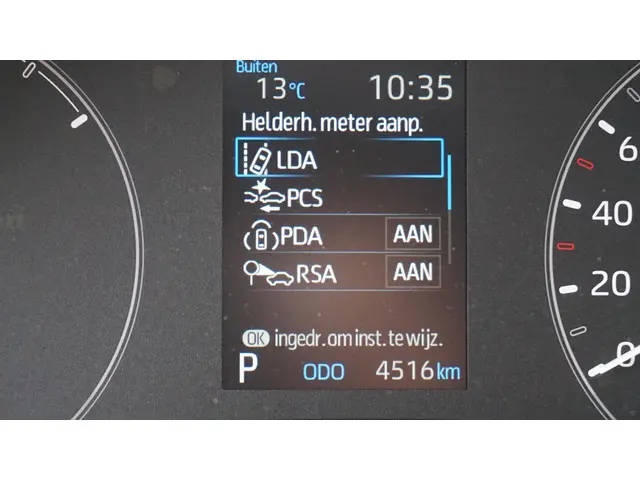 Buiten
13°C 10:35
Helderh. meter aanp.
LDA
PCS
PDA AAN
RSA AAN
OK ingedr. om inst. te wijz.
P ODO 4516 km
6
40
20
0